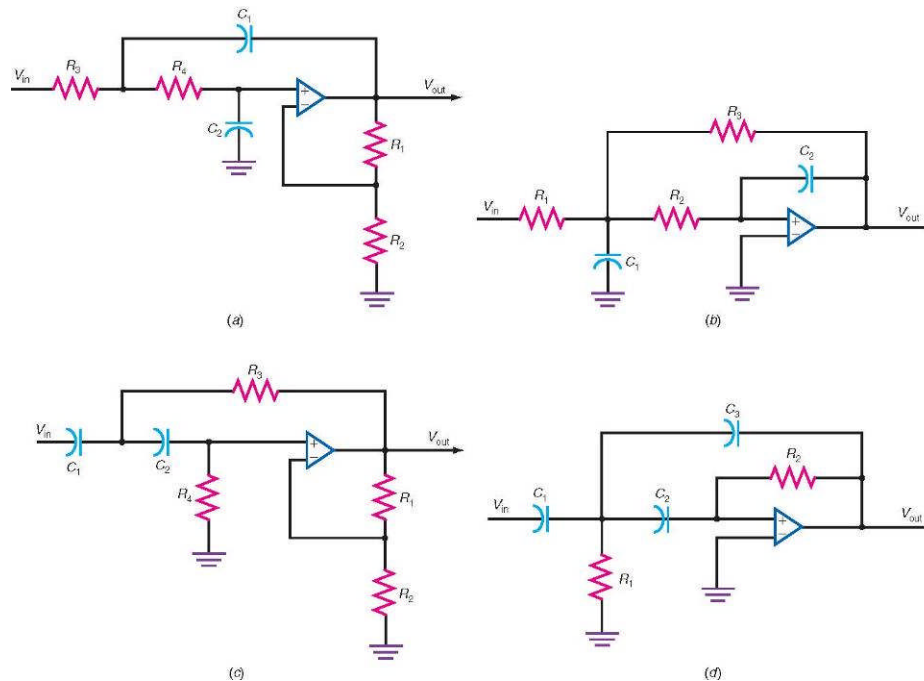 C1
Vin
R3
R4
Vout
+
−
C2
R1
R2
(a)
R3
C2
Vin
R1
R2
+
−
Vout
C1
(b)
R3
Vin
C1
C2
+
−
Vout
R4
R1
R2
(c)
C3
R2
Vin
C1
C2
+
−
Vout
R1
(d)